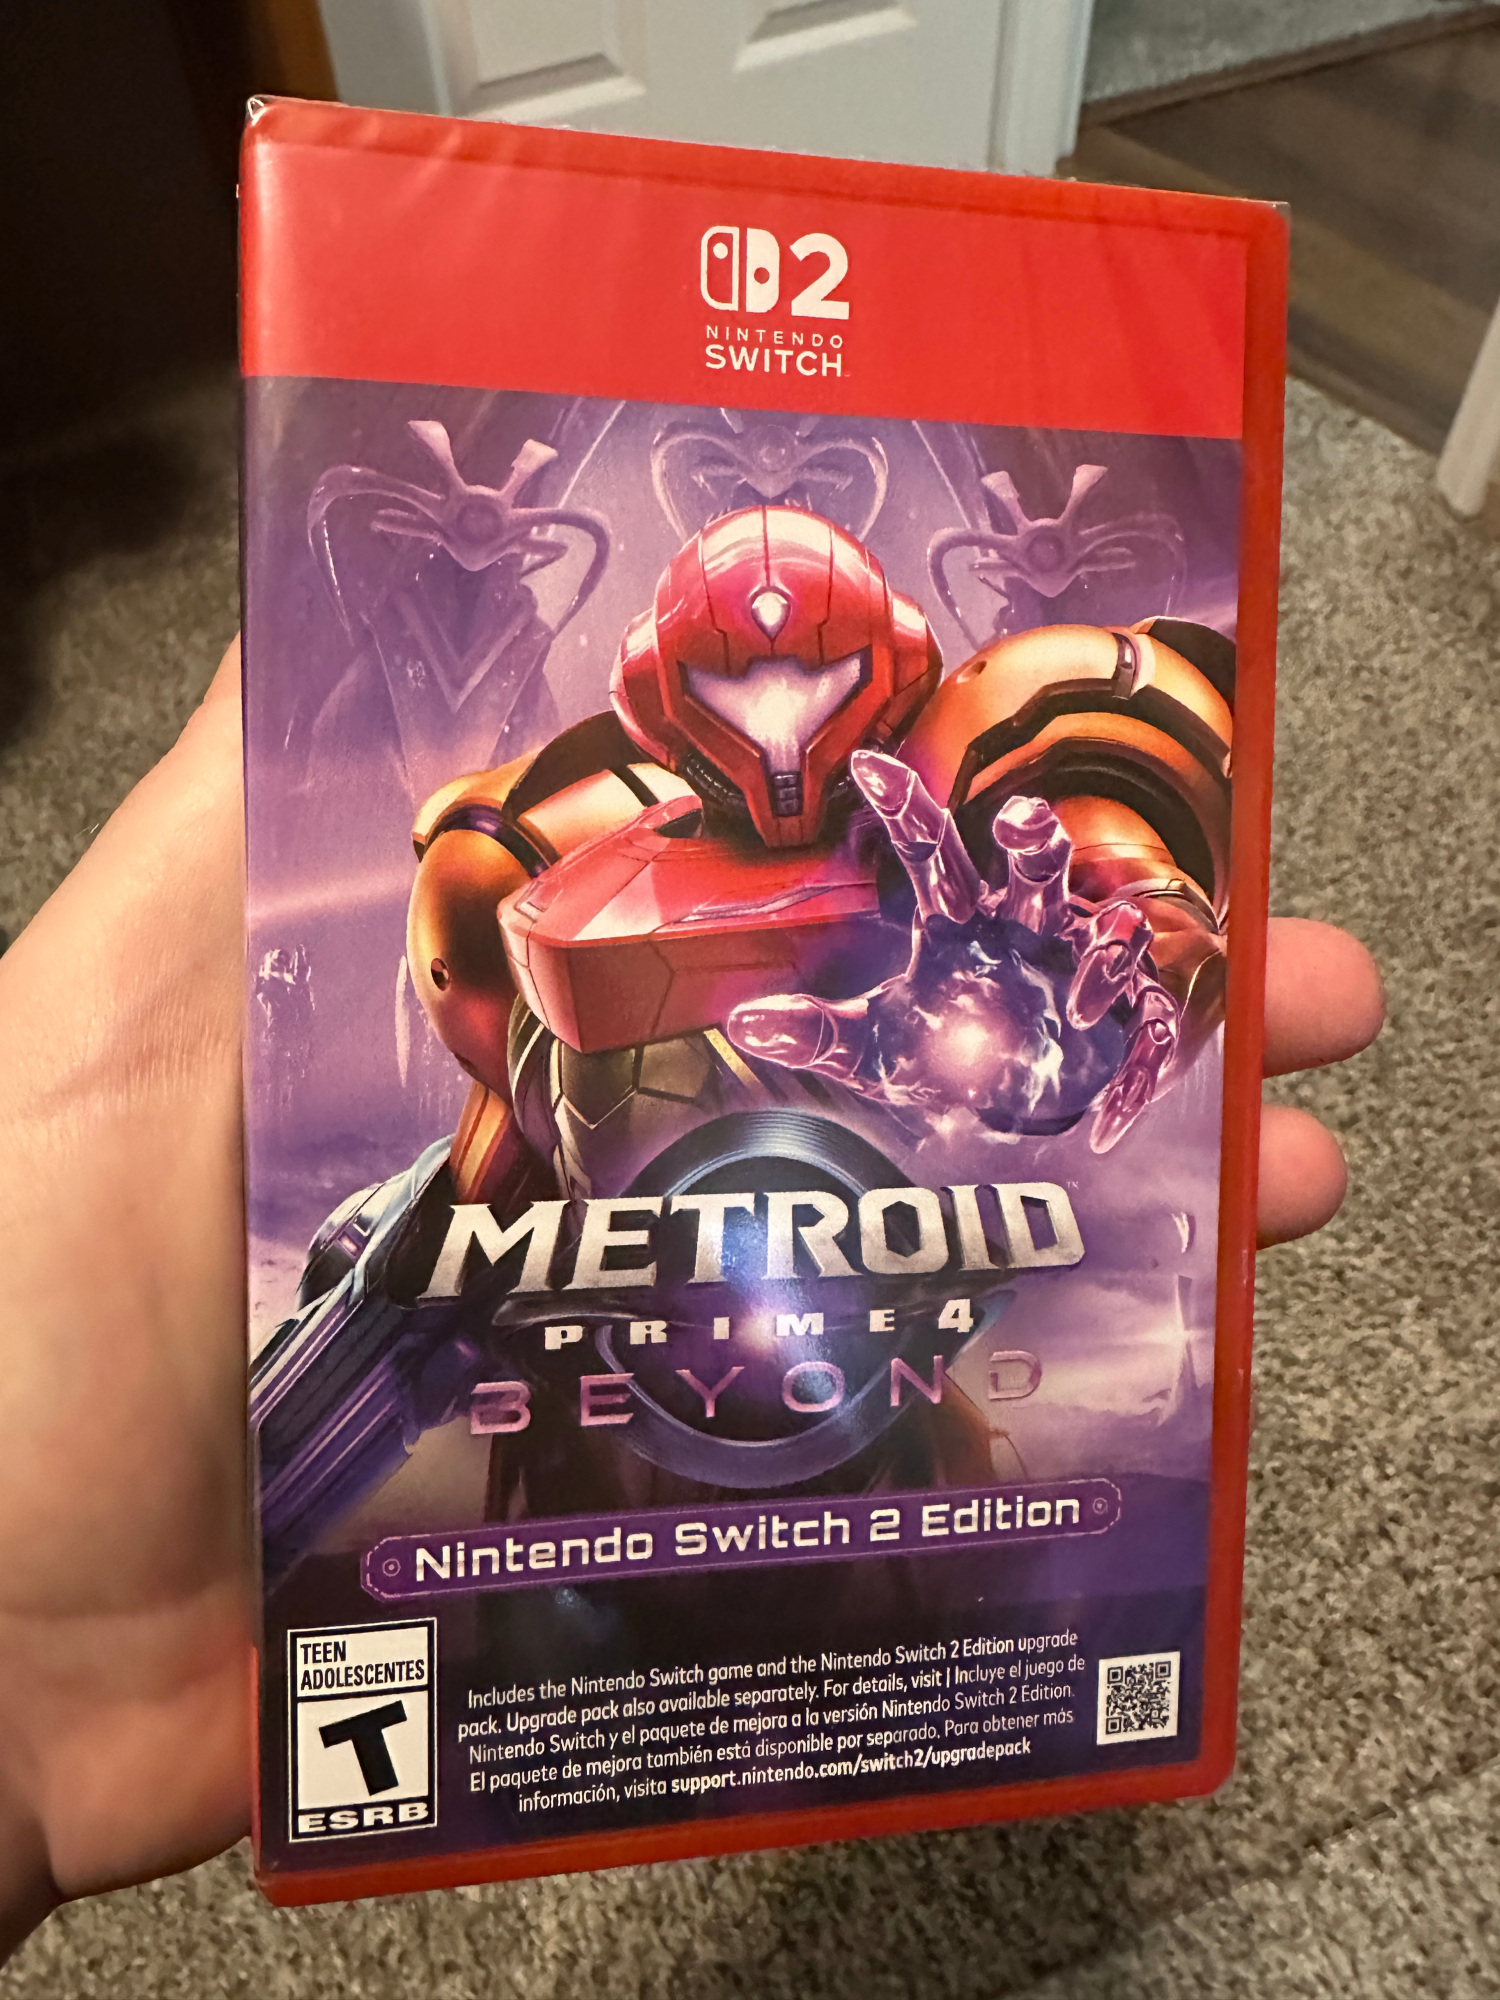 2
NINTENDO
SWITCH™
METROID™
PRIME 4
BEYOND
Nintendo Switch 2 Edition
TEEN
ADOLESCENTES
T
ESRB
Includes the Nintendo Switch game and the Nintendo Switch 2 Edition upgrade
pack. Upgrade pack also available separately. For details, visit | Incluye el juego de
Nintendo Switch y el paquete de mejora a la versión Nintendo Switch 2 Edition.
El paquete de mejora también está disponible por separado. Para obtener más
información, visita support.nintendo.com/switch2/upgradepack